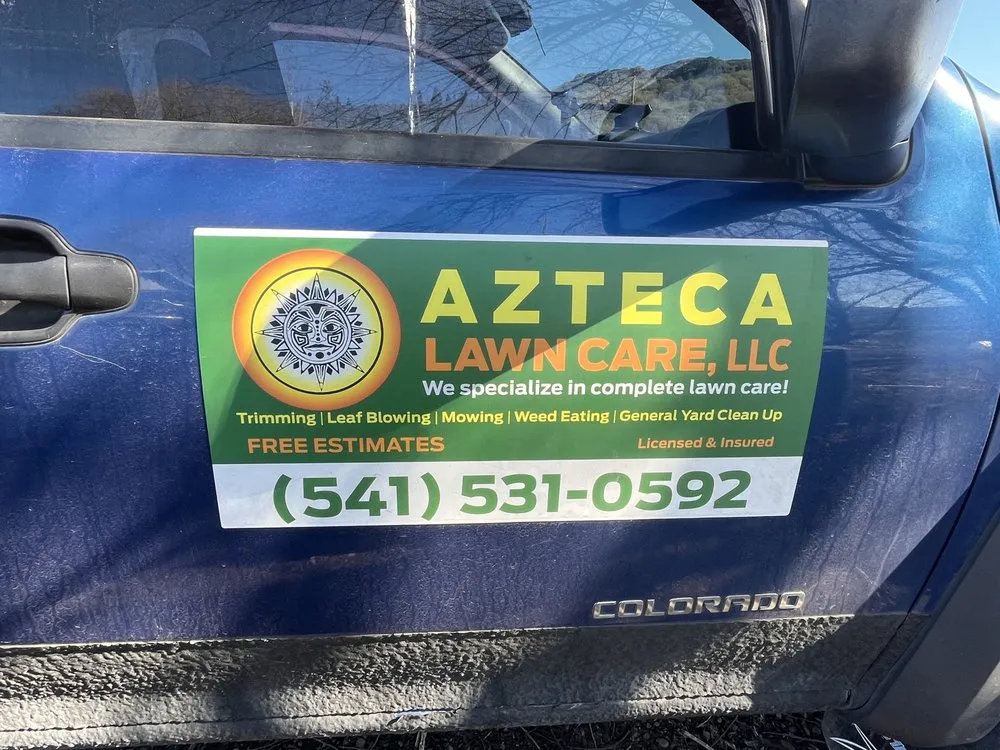 AZTECA
LAWN CARE, LLC
We specialize in complete lawn care!
Trimming | Leaf Blowing | Mowing | Weed Eating | General Yard Clean Up
FREE ESTIMATES
Licensed & Insured
(541) 531-0592
COLORADO